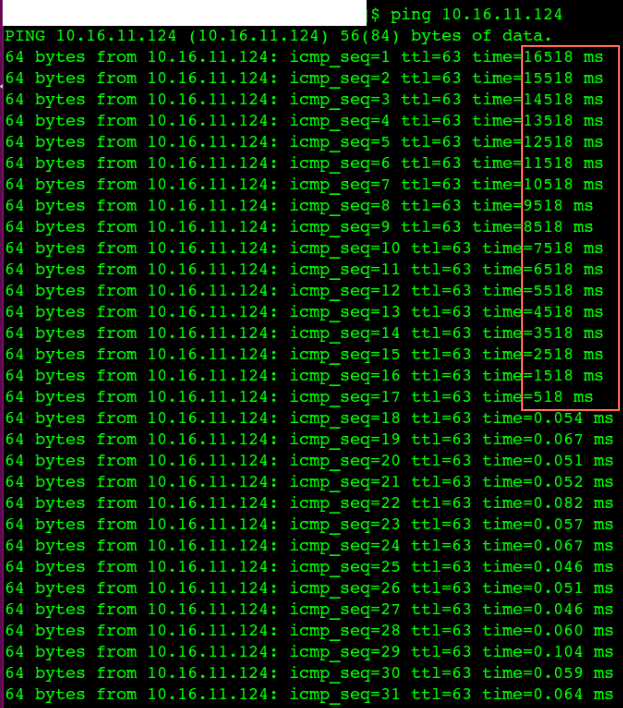 $ ping 10.16.11.124
PING 10.16.11.124 (10.16.11.124) 56(84) bytes of data.
64 bytes from 10.16.11.124: icmp_seq=1 ttl=63 time=16518 ms
64 bytes from 10.16.11.124: icmp_seq=2 ttl=63 time=15518 ms
64 bytes from 10.16.11.124: icmp_seq=3 ttl=63 time=14518 ms
64 bytes from 10.16.11.124: icmp_seq=4 ttl=63 time=13518 ms
64 bytes from 10.16.11.124: icmp_seq=5 ttl=63 time=12518 ms
64 bytes from 10.16.11.124: icmp_seq=6 ttl=63 time=11518 ms
64 bytes from 10.16.11.124: icmp_seq=7 ttl=63 time=10518 ms
64 bytes from 10.16.11.124: icmp_seq=8 ttl=63 time=9518 ms
64 bytes from 10.16.11.124: icmp_seq=9 ttl=63 time=8518 ms
64 bytes from 10.16.11.124: icmp_seq=10 ttl=63 time=7518 ms
64 bytes from 10.16.11.124: icmp_seq=11 ttl=63 time=6518 ms
64 bytes from 10.16.11.124: icmp_seq=12 ttl=63 time=5518 ms
64 bytes from 10.16.11.124: icmp_seq=13 ttl=63 time=4518 ms
64 bytes from 10.16.11.124: icmp_seq=14 ttl=63 time=3518 ms
64 bytes from 10.16.11.124: icmp_seq=15 ttl=63 time=2518 ms
64 bytes from 10.16.11.124: icmp_seq=16 ttl=63 time=1518 ms
64 bytes from 10.16.11.124: icmp_seq=17 ttl=63 time=518 ms
64 bytes from 10.16.11.124: icmp_seq=18 ttl=63 time=0.054 ms
64 bytes from 10.16.11.124: icmp_seq=19 ttl=63 time=0.067 ms
64 bytes from 10.16.11.124: icmp_seq=20 ttl=63 time=0.051 ms
64 bytes from 10.16.11.124: icmp_seq=21 ttl=63 time=0.052 ms
64 bytes from 10.16.11.124: icmp_seq=22 ttl=63 time=0.082 ms
64 bytes from 10.16.11.124: icmp_seq=23 ttl=63 time=0.057 ms
64 bytes from 10.16.11.124: icmp_seq=24 ttl=63 time=0.067 ms
64 bytes from 10.16.11.124: icmp_seq=25 ttl=63 time=0.046 ms
64 bytes from 10.16.11.124: icmp_seq=26 ttl=63 time=0.051 ms
64 bytes from 10.16.11.124: icmp_seq=27 ttl=63 time=0.046 ms
64 bytes from 10.16.11.124: icmp_seq=28 ttl=63 time=0.060 ms
64 bytes from 10.16.11.124: icmp_seq=29 ttl=63 time=0.104 ms
64 bytes from 10.16.11.124: icmp_seq=30 ttl=63 time=0.059 ms
64 bytes from 10.16.11.124: icmp_seq=31 ttl=63 time=0.064 ms